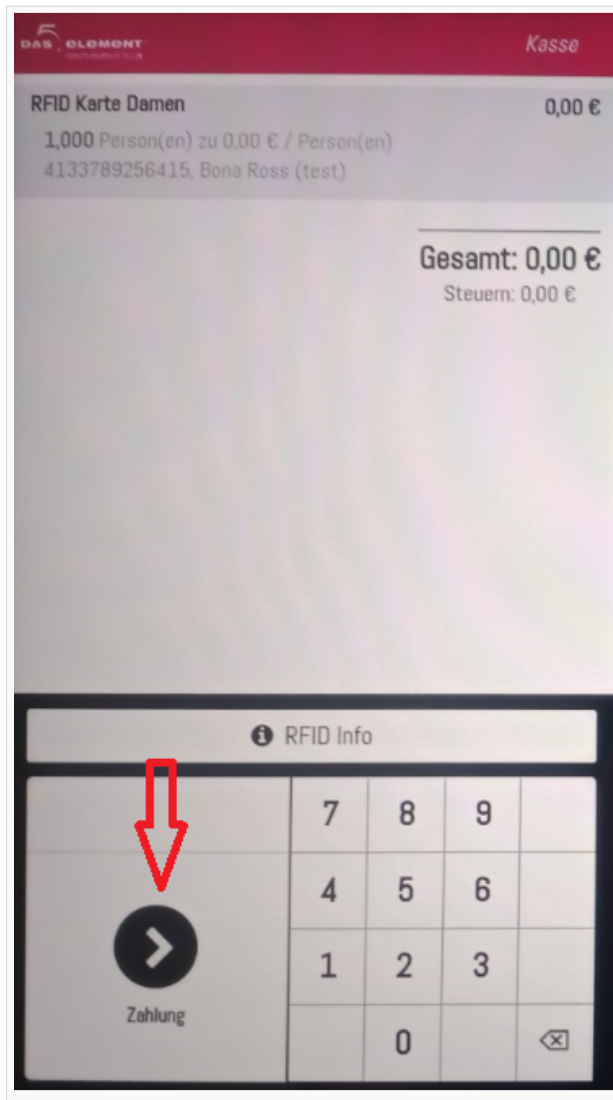 DAS 5 ELEMENT
Kasse
RFID Karte Damen 0,00 €
1,000 Person(en) zu 0,00 € / Person(en)
4133789256415, Bona Ross (test)
Gesamt: 0,00 €
Steuern: 0,00 €
RFID Info
7 8 9
4 5 6
1 2 3
Zahlung
0